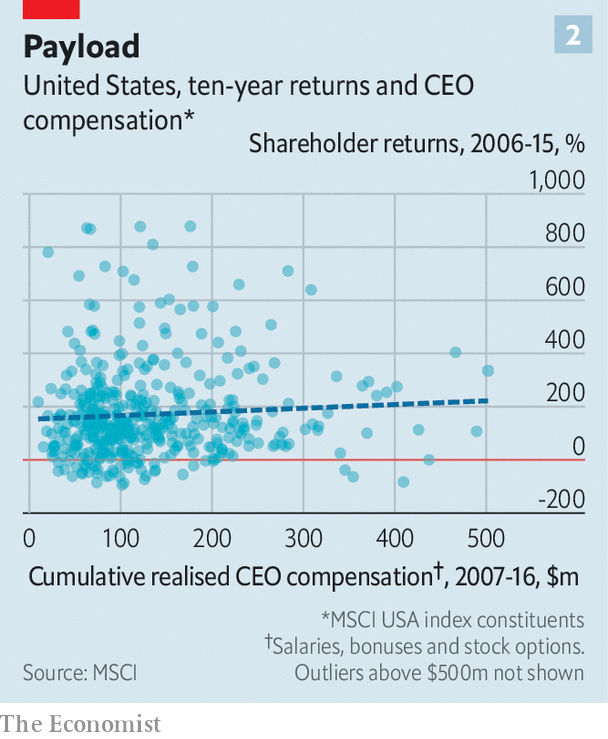 2
Payload
United States, ten-year returns and CEO
compensation*
Shareholder returns, 2006-15, %
1,000
800
600
400
200
0
-200
0 100 200 300 400 500
Cumulative realised CEO compensation†, 2007-16, $m
*MSCI USA index constituents
†Salaries, bonuses and stock options.
Source: MSCI Outliers above $500m not shown
The Economist